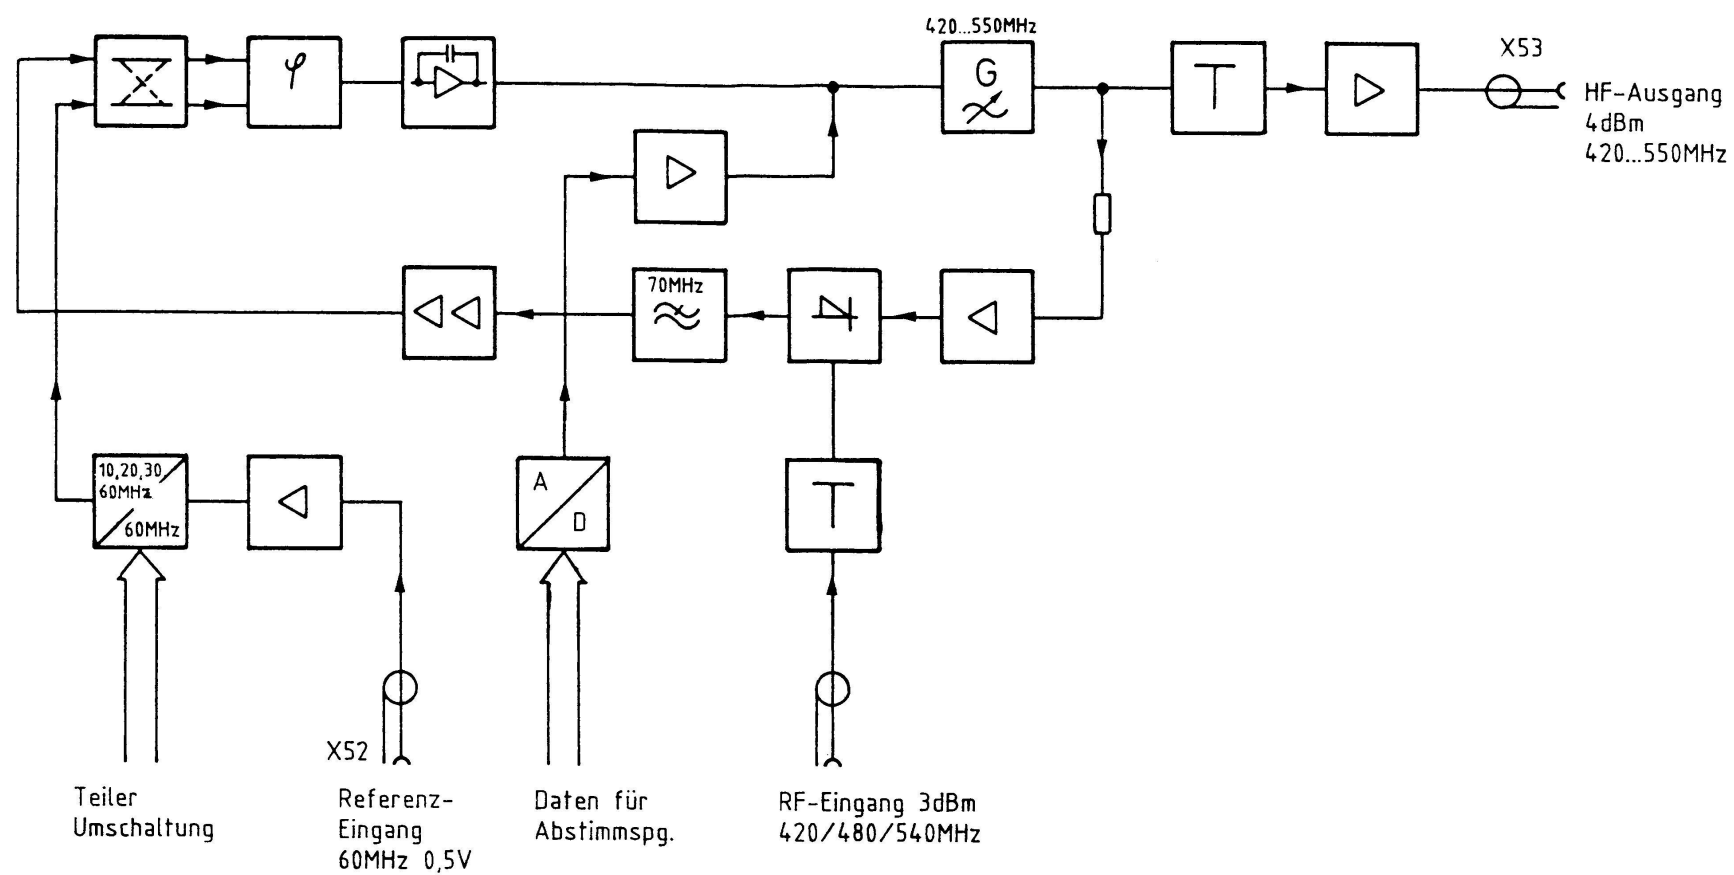 420...550MHz
φ
G
X53
HF-Ausgang
4dBm
420...550MHz
70MHz
10,20,30
60MHz
60MHz
A
D
X52
Teiler
Umschaltung
Referenz-
Eingang
60MHz 0,5V
Daten für
Abstimmspg.
RF-Eingang 3dBm
420/480/540MHz